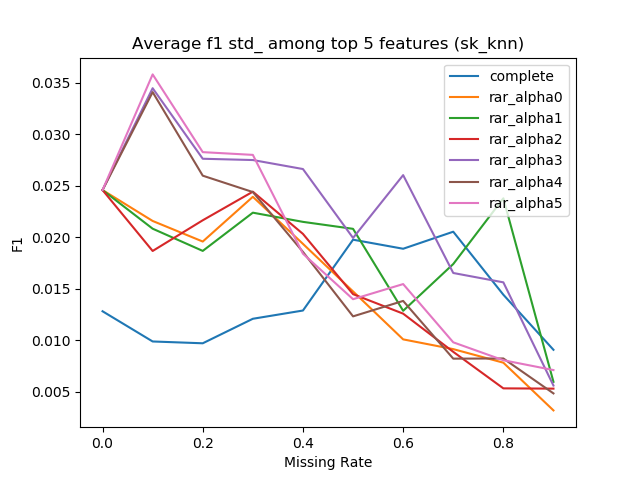 Average f1 std_ among top 5 features (sk_knn)
complete
rar_alpha0
rar_alpha1
rar_alpha2
rar_alpha3
rar_alpha4
rar_alpha5
F1
0.035
0.030
0.025
0.020
0.015
0.010
0.005
0.0 0.2 0.4 0.6 0.8
Missing Rate